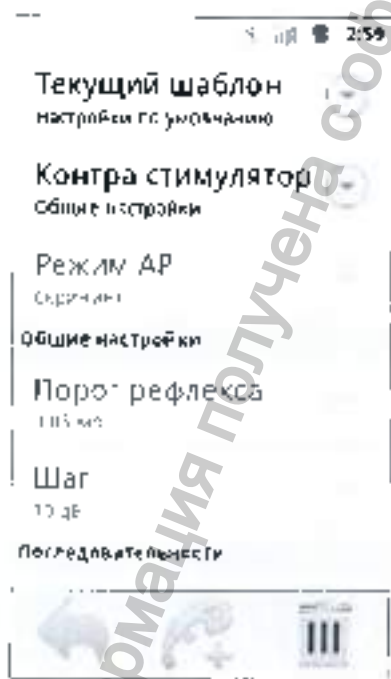 2:59
Текущий шаблон
Настройки по умолчанию
Контра стимулятор
Общие настройки
Режим АР
Скрининг
Общие настройки
Порог рефлекса
Шаг
10 дБ
Последовательности